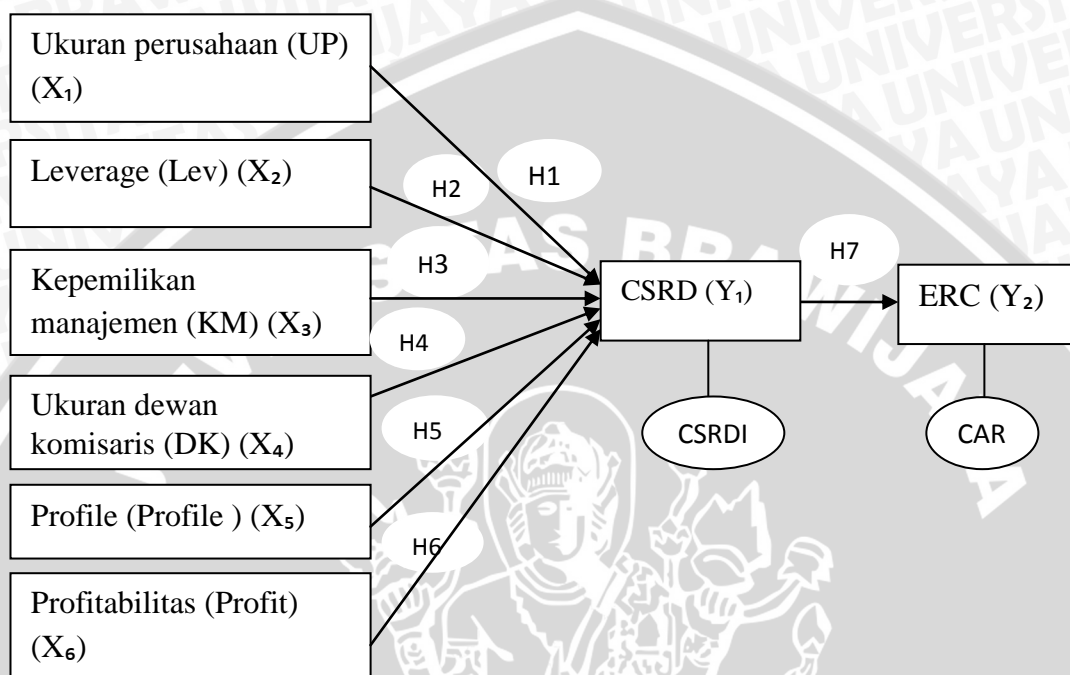 Ukuran perusahaan (UP)
(X₁)
Leverage (Lev) (X₂)
Kepemilikan
manajemen (KM) (X₃)
Ukuran dewan
komisaris (DK) (X₄)
Profile (Profile ) (X₅)
Profitabilitas (Profit)
(X₆)
H1
H2
H3
H4
H5
H6
CSRD (Y₁)
H7
ERC (Y₂)
CSRDI
CAR